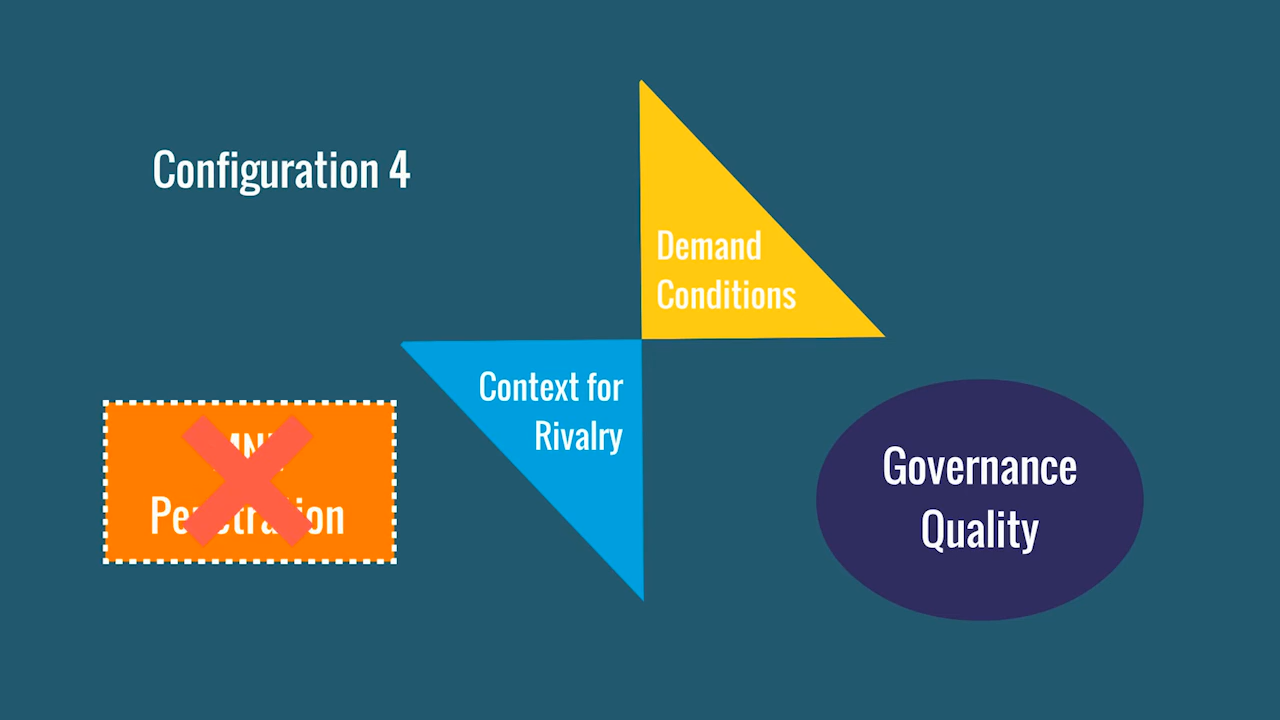 Configuration 4
Demand
Conditions
Context for
Rivalry
Governance
Quality